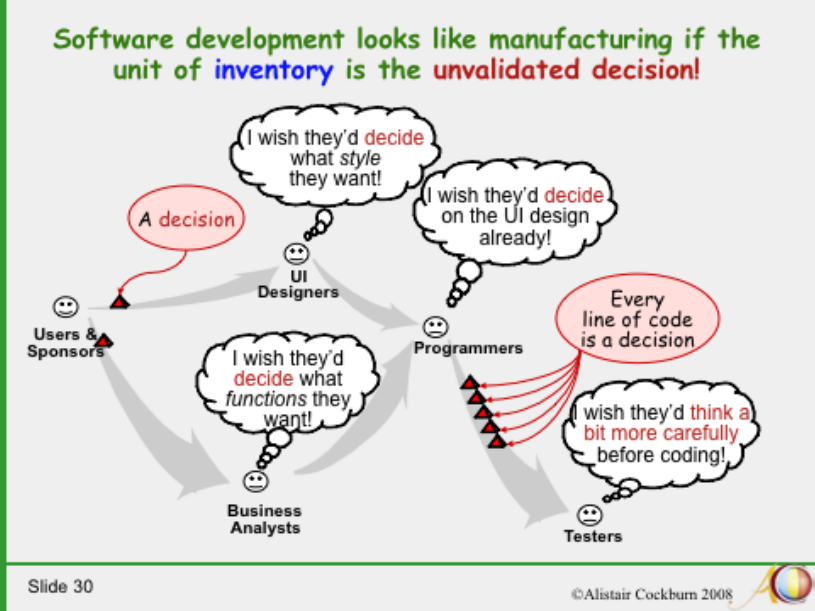 Software development looks like manufacturing if the
unit of inventory is the unvalidated decision!
I wish they'd decide
what style
they want!
I wish they'd decide
on the UI design
already!
A decision
UI
Designers
Every
line of code
is a decision
Users &
Sponsors
Programmers
I wish they'd
decide what
functions they
want!
I wish they'd think a
bit more carefully
before coding!
Business
Analysts
Testers
Slide 30
©Alistair Cockburn 2008